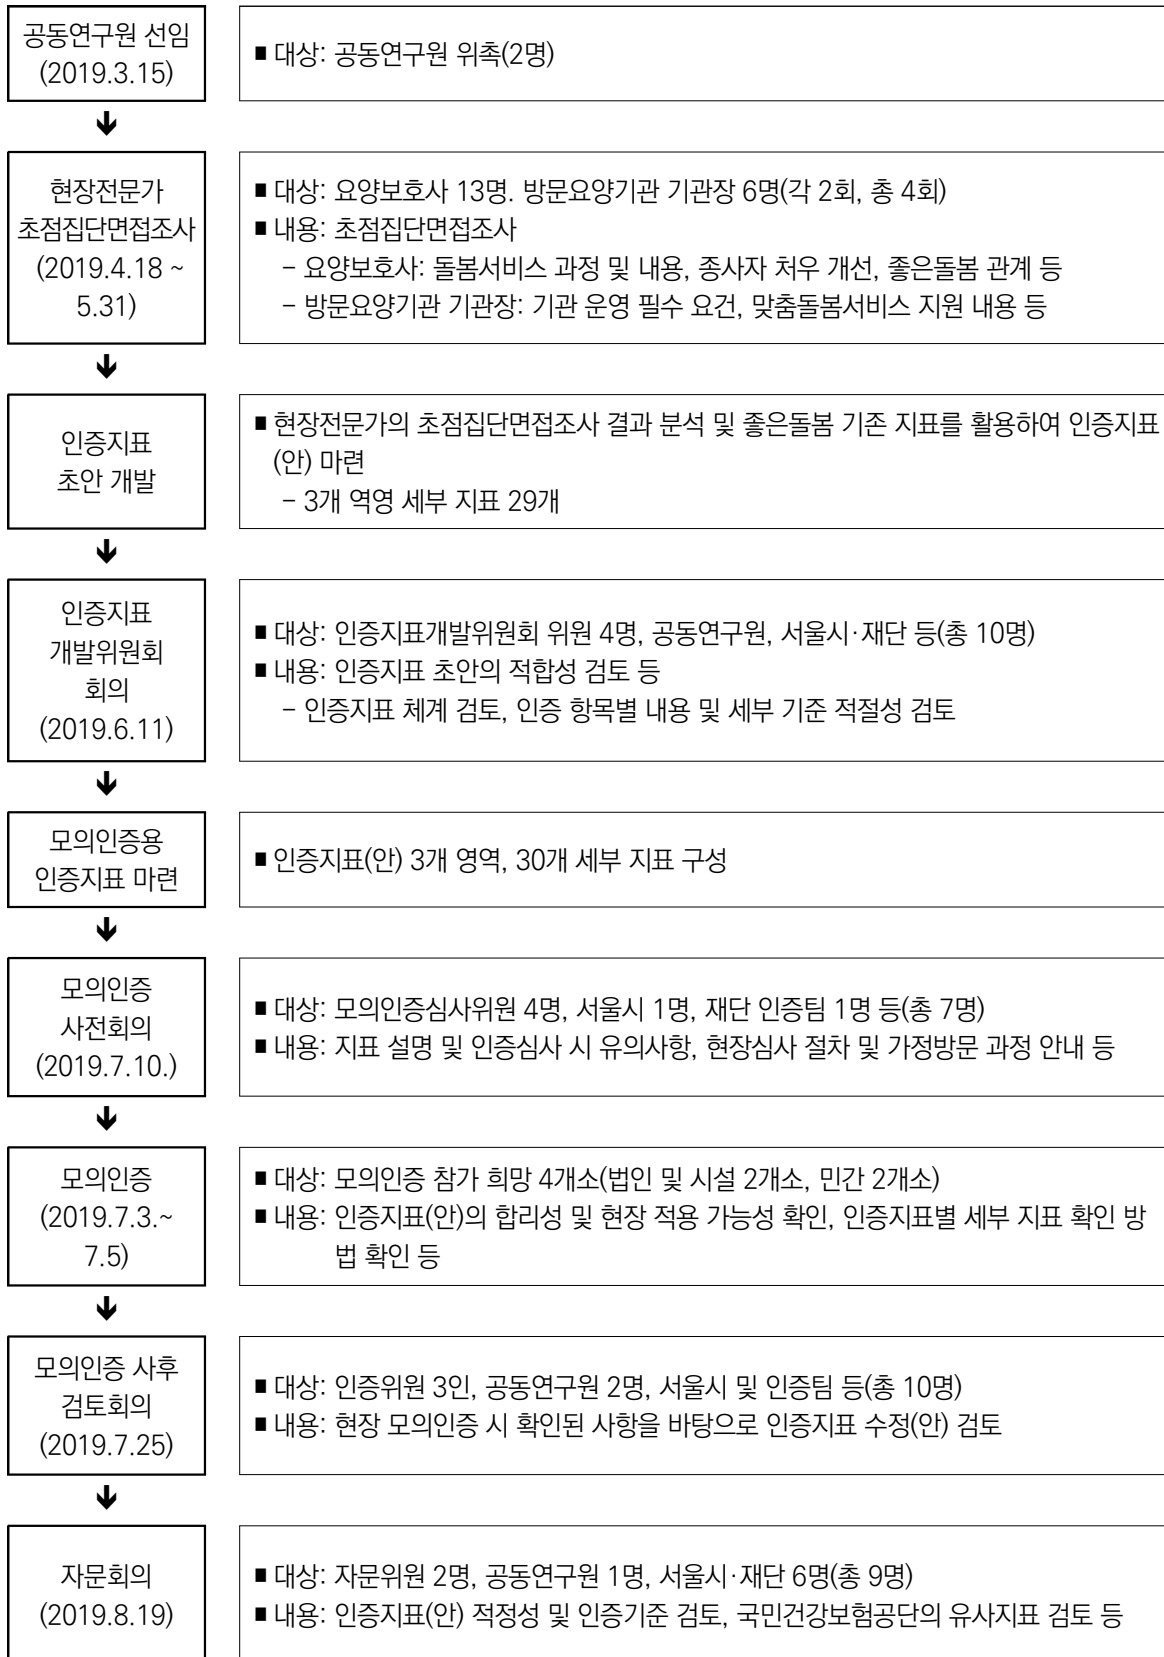 공동연구원 선임
(2019.3.15)
■ 대상: 공동연구원 위촉(2명)
현장전문가
초점집단면접조사
(2019.4.18 ~
5.31)
■ 대상: 요양보호사 13명. 방문요양기관 기관장 6명(각 2회, 총 4회)
■ 내용: 초점집단면접조사
- 요양보호사: 돌봄서비스 과정 및 내용, 종사자 처우 개선, 좋은돌봄 관계 등
- 방문요양기관 기관장: 기관 운영 필수 요건, 맞춤돌봄서비스 지원 내용 등
인증지표
초안 개발
■ 현장전문가의 초점집단면접조사 결과 분석 및 좋은돌봄 기존 지표를 활용하여 인증지표
(안) 마련
- 3개 역영 세부 지표 29개
인증지표
개발위원회
회의
(2019.6.11)
■ 대상: 인증지표개발위원회 위원 4명, 공동연구원, 서울시·재단 등(총 10명)
■ 내용: 인증지표 초안의 적합성 검토 등
- 인증지표 체계 검토, 인증 항목별 내용 및 세부 기준 적절성 검토
모의인증용
인증지표 마련
■ 인증지표(안) 3개 영역, 30개 세부 지표 구성
모의인증
사전회의
(2019.7.10.)
■ 대상: 모의인증심사위원 4명, 서울시 1명, 재단 인증팀 1명 등(총 7명)
■ 내용: 지표 설명 및 인증심사 시 유의사항, 현장심사 절차 및 가정방문 과정 안내 등
모의인증
(2019.7.3.~
7.5)
■ 대상: 모의인증 참가 희망 4개소(법인 및 시설 2개소, 민간 2개소)
■ 내용: 인증지표(안)의 합리성 및 현장 적용 가능성 확인, 인증지표별 세부 지표 확인 방
법 확인 등
모의인증 사후
검토회의
(2019.7.25)
■ 대상: 인증위원 3인, 공동연구원 2명, 서울시 및 인증팀 등(총 10명)
■ 내용: 현장 모의인증 시 확인된 사항을 바탕으로 인증지표 수정(안) 검토
자문회의
(2019.8.19)
■ 대상: 자문위원 2명, 공동연구원 1명, 서울시·재단 6명(총 9명)
■ 내용: 인증지표(안) 적정성 및 인증기준 검토, 국민건강보험공단의 유사지표 검토 등